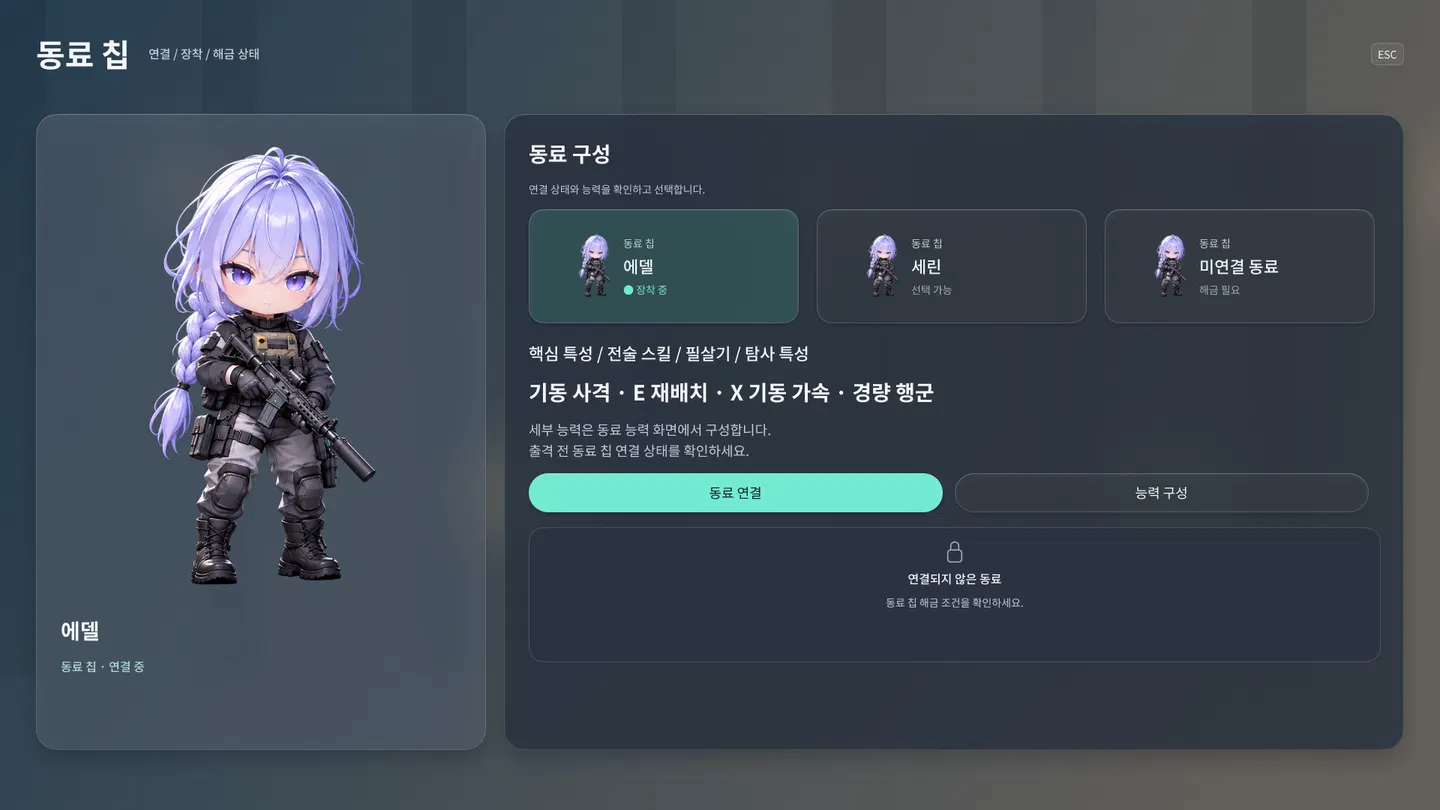 동료 칩
연결 / 장착 / 해금 상태
ESC
동료 구성
연결 상태와 능력을 확인하고 선택합니다.
동료 칩
에델
장착 중
동료 칩
세린
선택 가능
동료 칩
미연결 동료
해금 필요
핵심 특성 / 전술 스킬 / 필살기 / 탐사 특성
기동 사격 · E 재배치 · X 기동 가속 · 경량 행군
세부 능력은 동료 능력 화면에서 구성합니다.
출격 전 동료 칩 연결 상태를 확인하세요.
동료 연결
능력 구성
연결되지 않은 동료
동료 칩 해금 조건을 확인하세요.
에델
동료 칩 · 연결 중